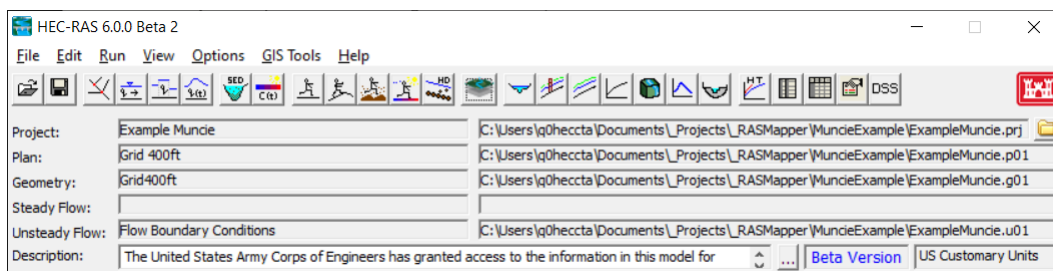 HEC-RAS 6.0.0 Beta 2
File Edit Run View Options GIS Tools Help
SED C(t) HD HT DSS
Project: Example Muncie C:\Users\q0heccta\Documents\_Projects\_RASMapper\MuncieExample\ExampleMuncie.prj
Plan: Grid 400ft C:\Users\q0heccta\Documents\_Projects\_RASMapper\MuncieExample\ExampleMuncie.p01
Geometry: Grid400ft C:\Users\q0heccta\Documents\_Projects\_RASMapper\MuncieExample\ExampleMuncie.g01
Steady Flow:
Unsteady Flow: Flow Boundary Conditions C:\Users\q0heccta\Documents\_Projects\_RASMapper\MuncieExample\ExampleMuncie.u01
Description: The United States Army Corps of Engineers has granted access to the information in this model for ... Beta Version US Customary Units